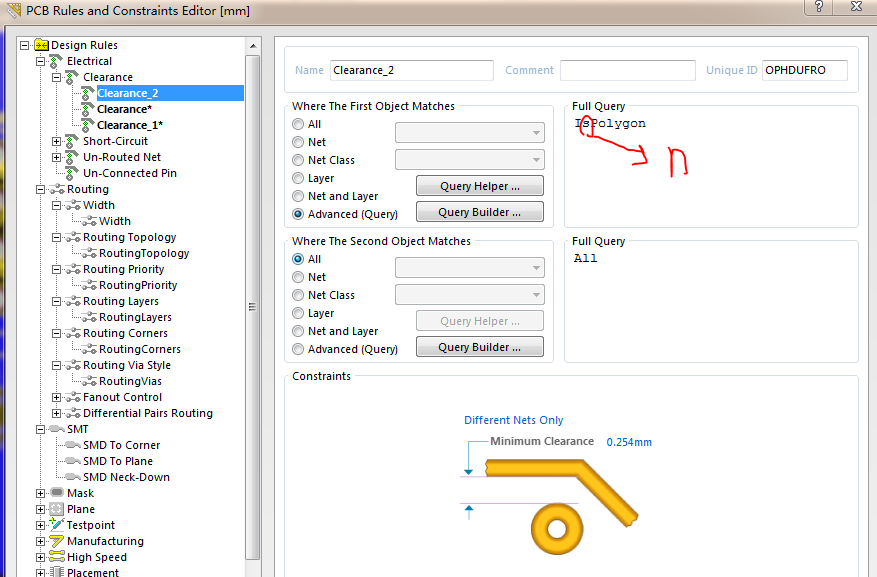 PCB Rules and Constraints Editor [mm]
?
Design Rules
Electrical
Clearance
Clearance_2
Clearance*
Clearance_1*
Short-Circuit
Un-Routed Net
Un-Connected Pin
Routing
Width
Width
Routing Topology
RoutingTopology
Routing Priority
RoutingPriority
Routing Layers
RoutingLayers
Routing Corners
RoutingCorners
Routing Via Style
RoutingVias
Fanout Control
Differential Pairs Routing
SMT
SMD To Corner
SMD To Plane
SMD Neck-Down
Mask
Plane
Testpoint
Manufacturing
High Speed
Placement
Name Clearance_2 Comment Unique ID OPHDUFRO
Where The First Object Matches
All
Net
Net Class
Layer
Net and Layer
Advanced (Query)
Query Helper ...
Query Builder ...
Full Query
IsPolygon
n
Where The Second Object Matches
All
Net
Net Class
Layer
Net and Layer
Advanced (Query)
Query Helper ...
Query Builder ...
Full Query
All
Constraints
Different Nets Only
Minimum Clearance 0.254mm